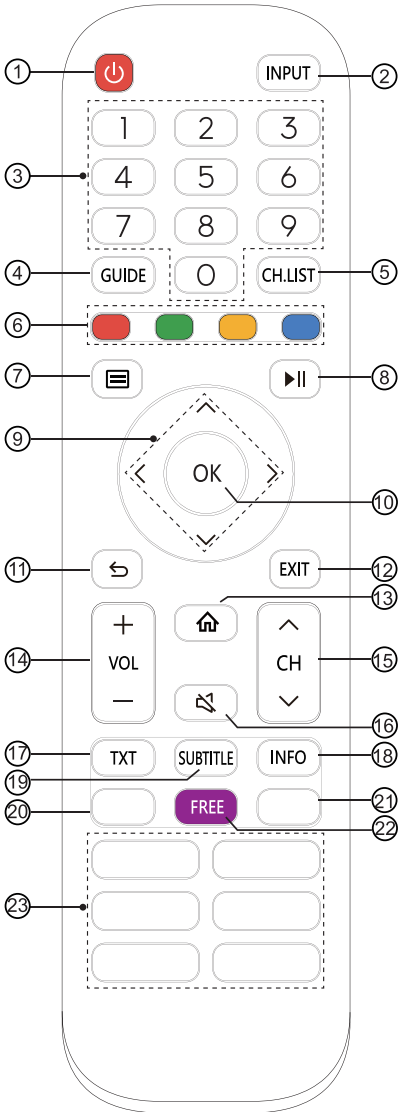 ① INPUT ②
1 2 3
③ 4 5 6
7 8 9
④ GUIDE 0 CH.LIST ⑤
⑥
⑦ ⑧
⑨
OK ⑩
⑪ EXIT ⑫
⑬
+
⑭ VOL CH ⑮
−
⑯
⑰ TXT SUBTITLE INFO ⑱
⑲
⑳ FREE ㉑
㉒
㉓